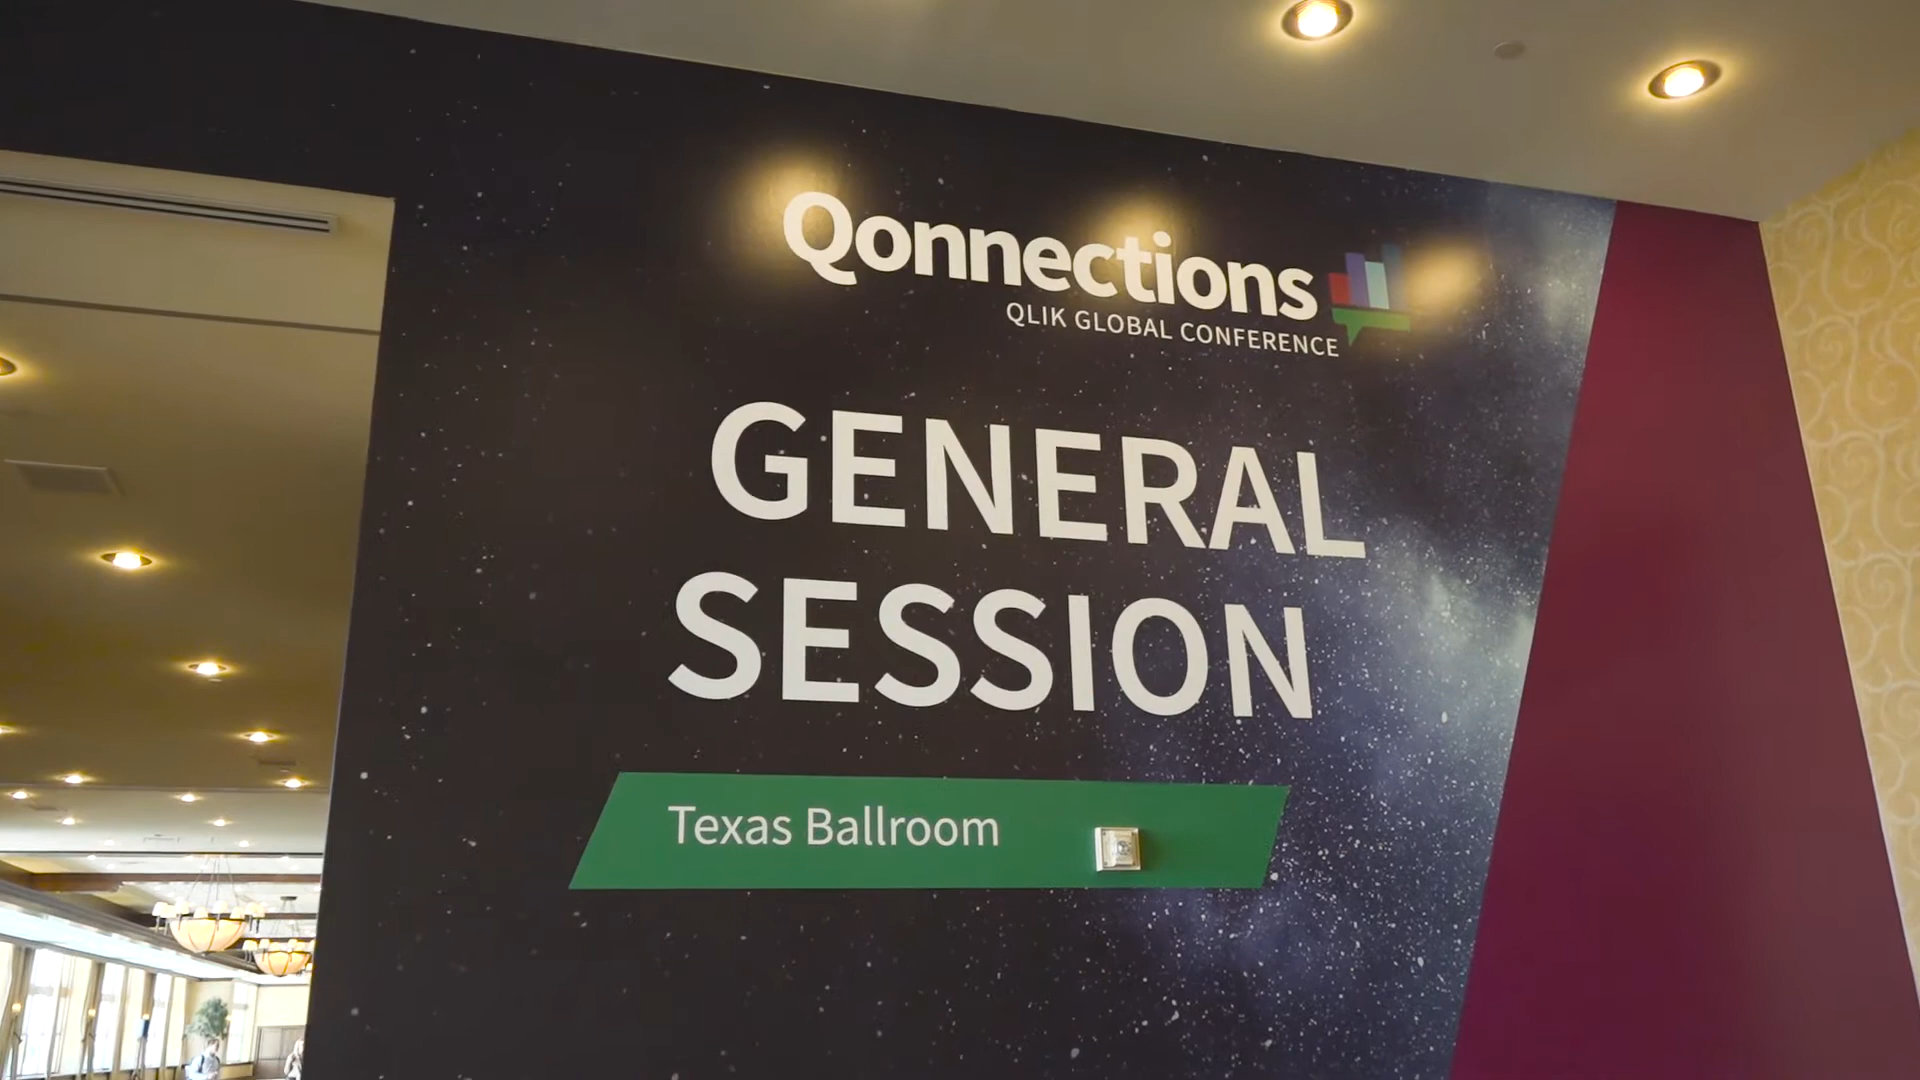 Qonnections
QLIK GLOBAL CONFERENCE
GENERAL
SESSION
Texas Ballroom